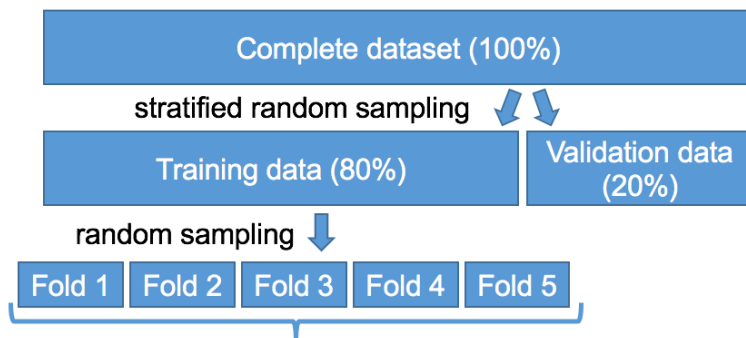 Complete dataset (100%)
stratified random sampling
Training data (80%)
Validation data
(20%)
random sampling
Fold 1 Fold 2 Fold 3 Fold 4 Fold 5